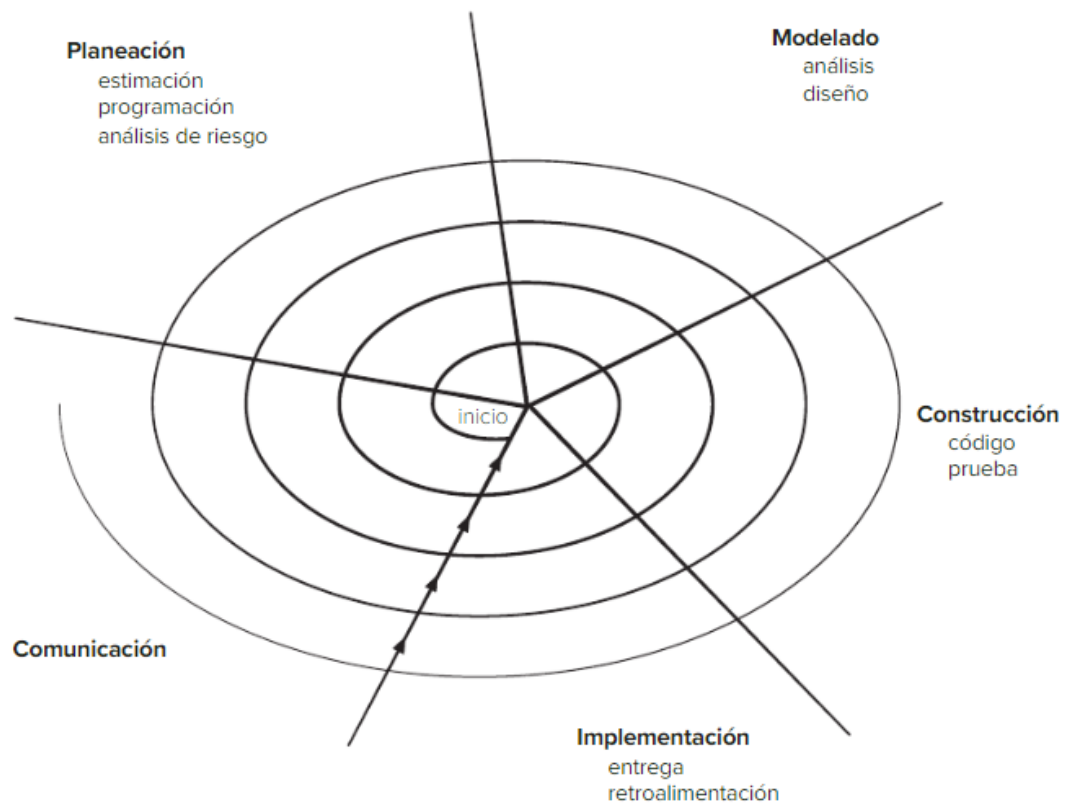 Planeación
estimación
programación
análisis de riesgo
Modelado
análisis
diseño
inicio
Construcción
código
prueba
Comunicación
Implementación
entrega
retroalimentación